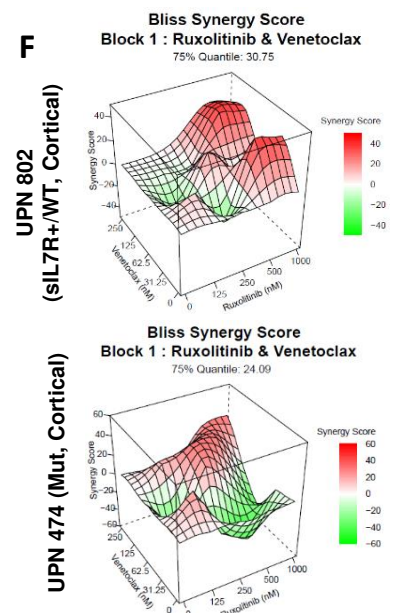 F
Bliss Synergy Score
Block 1 : Ruxolitinib & Venetoclax
75% Quantile: 30.75
UPN 802
(sIL7R+/WT, Cortical)
Synergy Score
40
20
0
−20
−40
Synergy Score
40
20
0
−20
−40
250
125
62.5
31.25
0
Venetoclax (nM)
0
125
250
500
1000
Ruxolitinib (nM)
Bliss Synergy Score
Block 1 : Ruxolitinib & Venetoclax
75% Quantile: 24.09
UPN 474 (Mut, Cortical)
Synergy Score
60
40
20
0
−20
−40
−60
Synergy Score
60
40
20
0
−20
−40
−60
250
125
62.5
31.25
0
Venetoclax (nM)
0
125
250
500
1000
Ruxolitinib (nM)